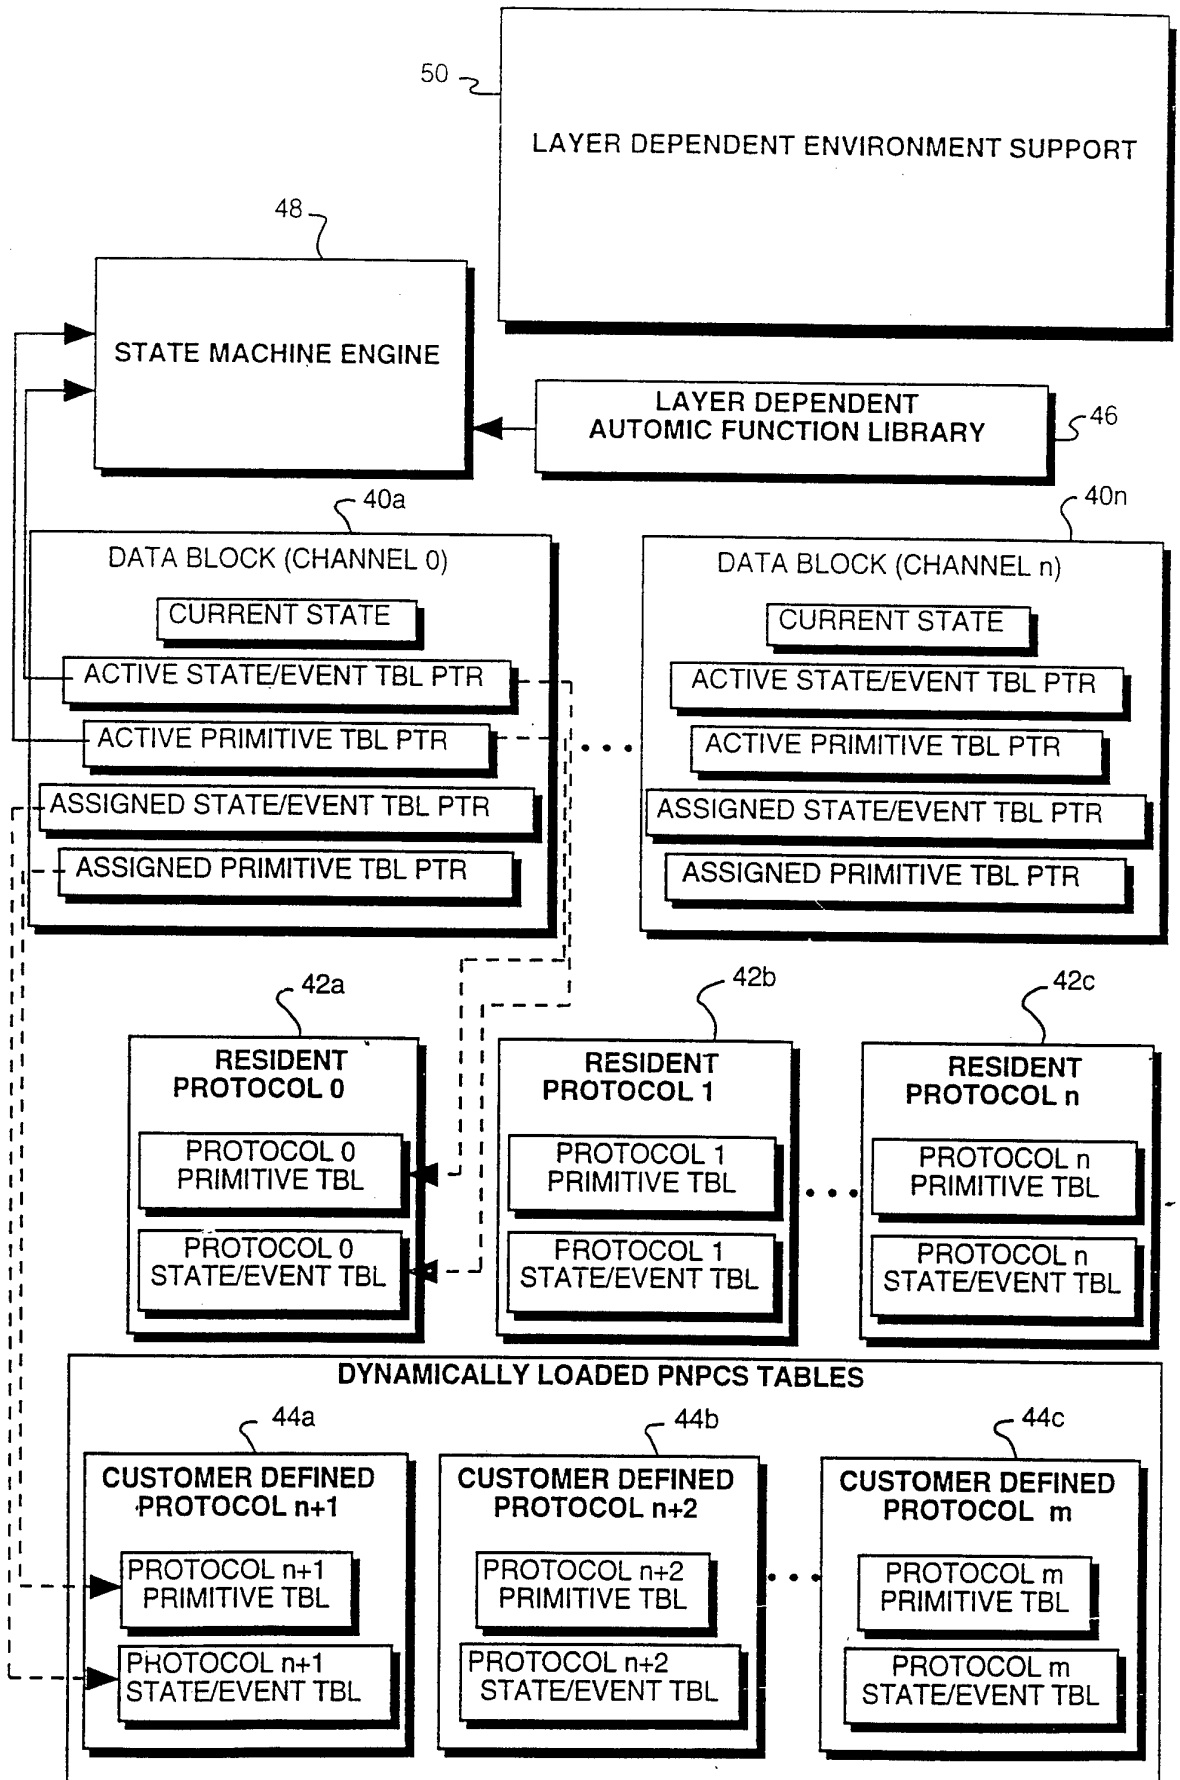 50
LAYER DEPENDENT ENVIRONMENT SUPPORT
48
STATE MACHINE ENGINE
LAYER DEPENDENT
AUTOMIC FUNCTION LIBRARY
46
40a
DATA BLOCK (CHANNEL 0)
CURRENT STATE
ACTIVE STATE/EVENT TBL PTR
ACTIVE PRIMITIVE TBL PTR
ASSIGNED STATE/EVENT TBL PTR
ASSIGNED PRIMITIVE TBL PTR
40n
DATA BLOCK (CHANNEL n)
CURRENT STATE
ACTIVE STATE/EVENT TBL PTR
ACTIVE PRIMITIVE TBL PTR
ASSIGNED STATE/EVENT TBL PTR
ASSIGNED PRIMITIVE TBL PTR
42a
RESIDENT
PROTOCOL 0
PROTOCOL 0
PRIMITIVE TBL
PROTOCOL 0
STATE/EVENT TBL
42b
RESIDENT
PROTOCOL 1
PROTOCOL 1
PRIMITIVE TBL
PROTOCOL 1
STATE/EVENT TBL
42c
RESIDENT
PROTOCOL n
PROTOCOL n
PRIMITIVE TBL
PROTOCOL n
STATE/EVENT TBL
DYNAMICALLY LOADED PNPCS TABLES
44a
CUSTOMER DEFINED
PROTOCOL n+1
PROTOCOL n+1
PRIMITIVE TBL
PROTOCOL n+1
STATE/EVENT TBL
44b
CUSTOMER DEFINED
PROTOCOL n+2
PROTOCOL n+2
PRIMITIVE TBL
PROTOCOL n+2
STATE/EVENT TBL
44c
CUSTOMER DEFINED
PROTOCOL m
PROTOCOL m
PRIMITIVE TBL
PROTOCOL m
STATE/EVENT TBL